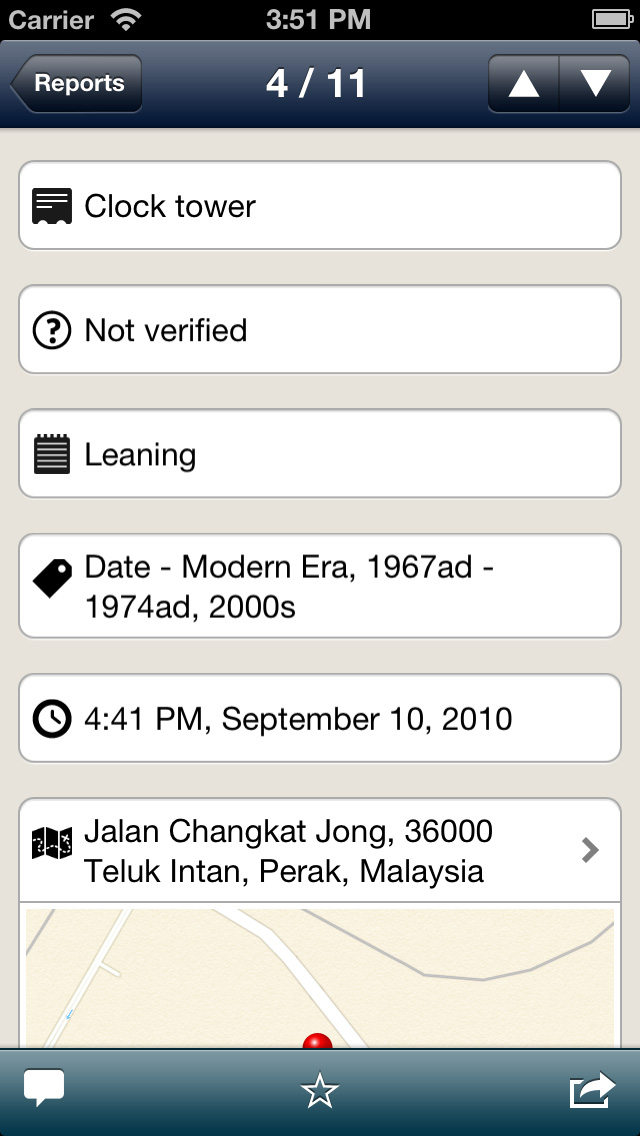 Carrier 3:51 PM
Reports 4 / 11
Clock tower
Not verified
Leaning
Date - Modern Era, 1967ad -
1974ad, 2000s
4:41 PM, September 10, 2010
Jalan Changkat Jong, 36000
Teluk Intan, Perak, Malaysia